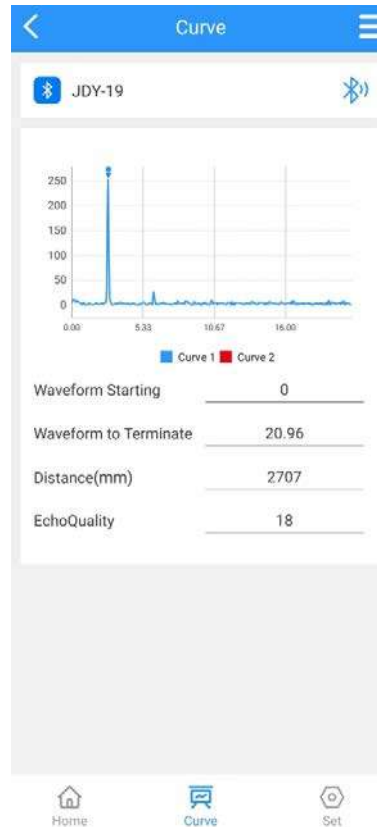 Curve
JDY-19
250
200
150
100
50
0
0.00 5.33 10.67 16.00
Curve 1 Curve 2
Waveform Starting 0
Waveform to Terminate 20.96
Distance(mm) 2707
EchoQuality 18
Home Curve Set